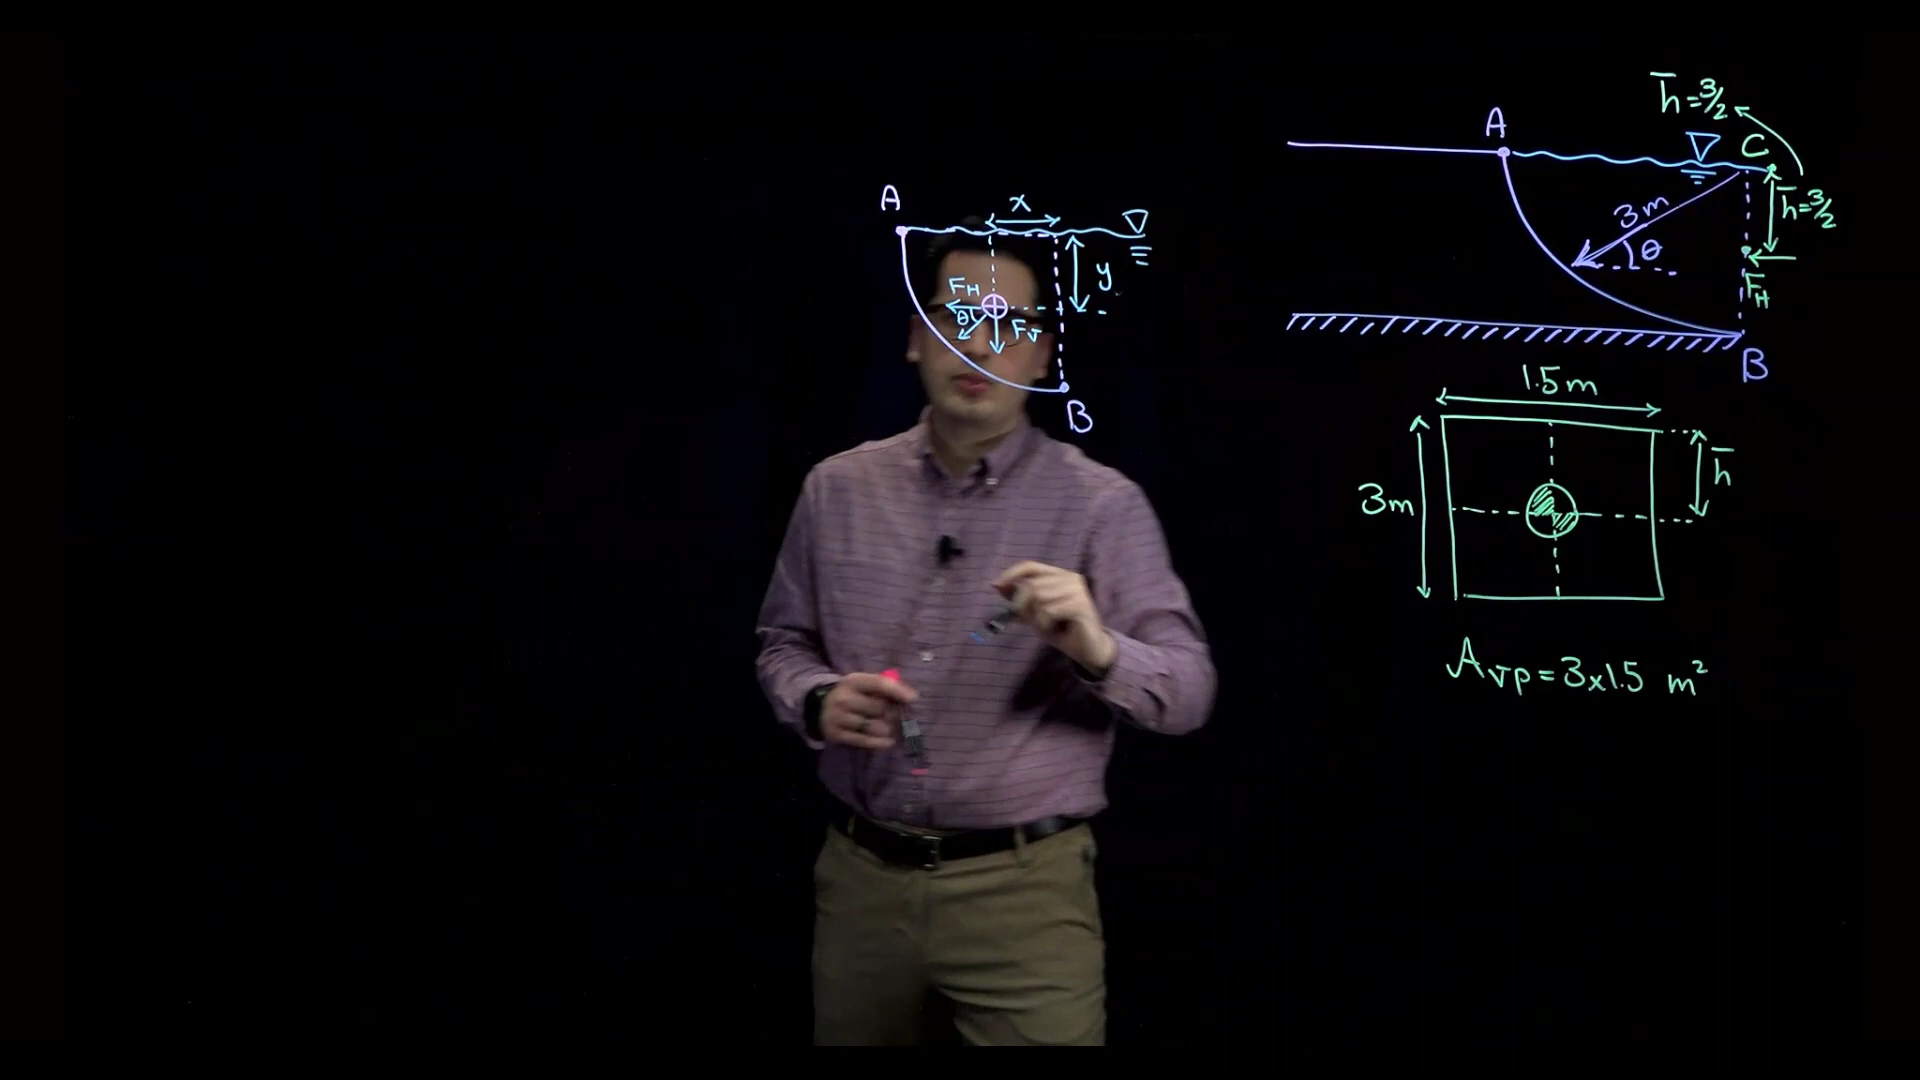 A
x
y
F_H
θ
F_V
B
h̄ = 3/2
A
C
3m
θ
h̄ = 3/2
F_H
B
1.5m
3m
h̄
A_VP = 3x1.5 m²